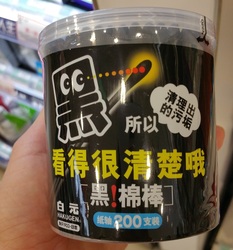 黑
清理出
的污垢
所以
看得很清楚哦
黑!棉棒
白元
HAKUGEN
纸轴200支装